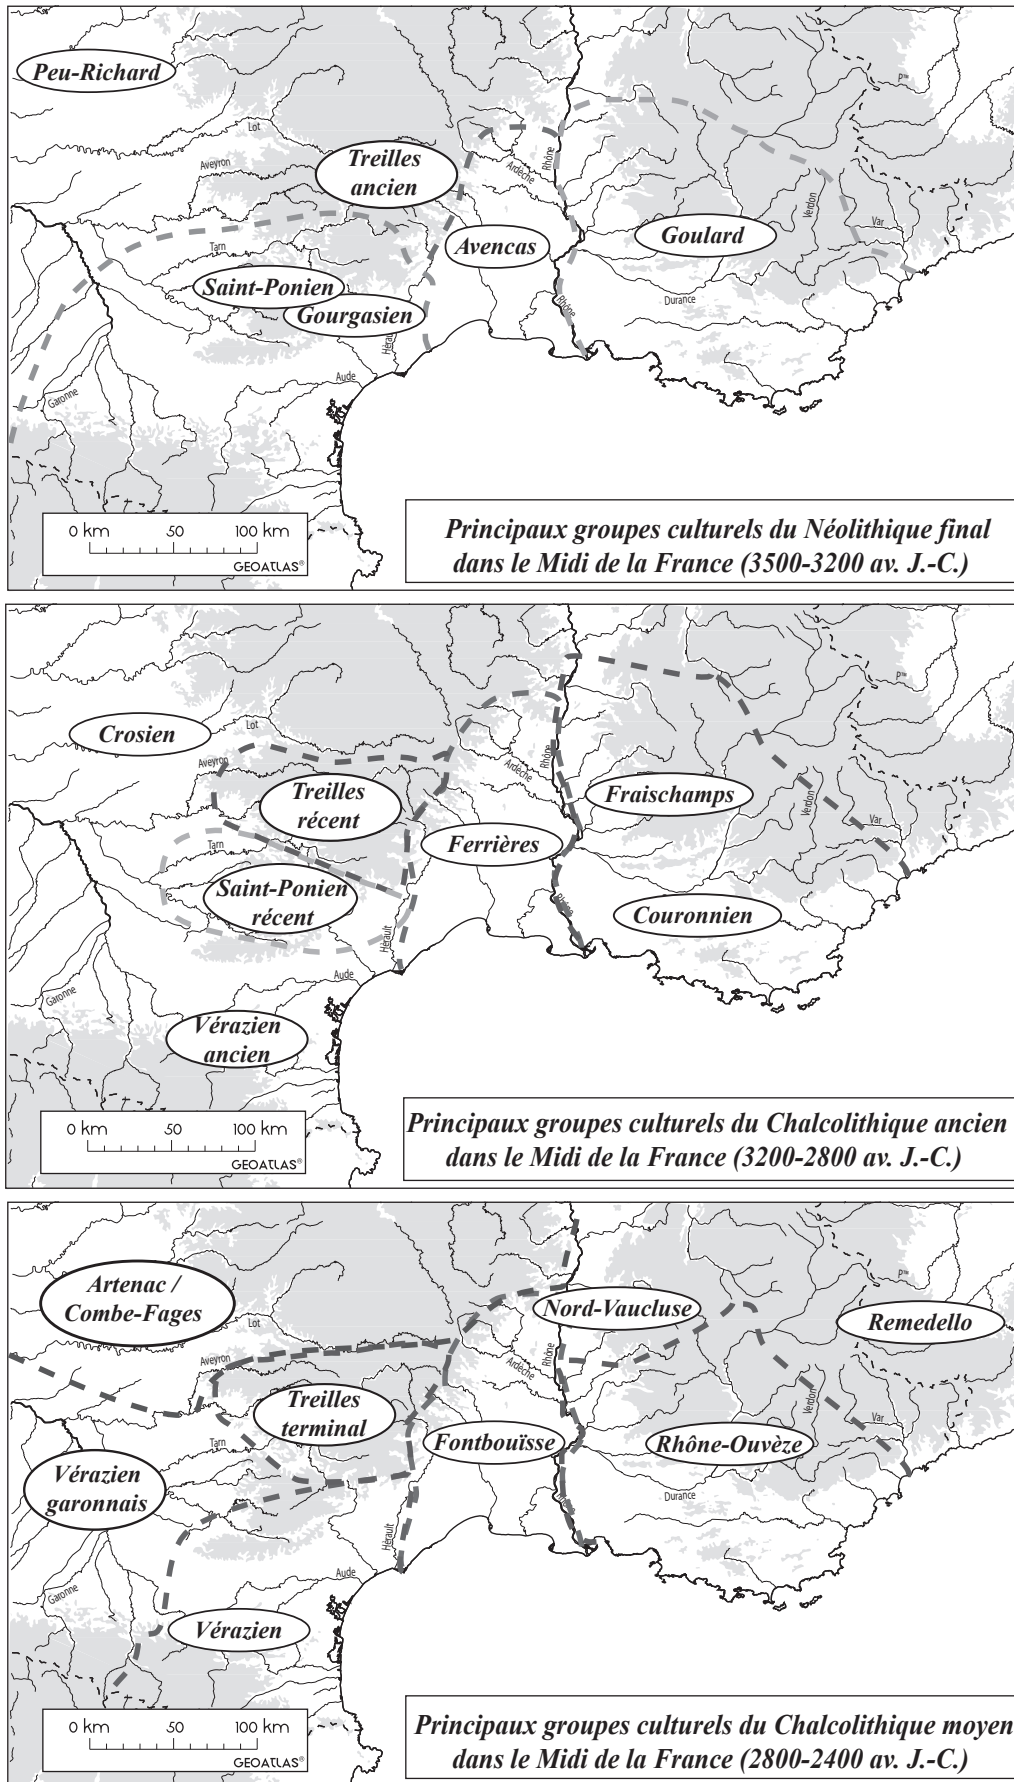 Peu-Richard
Lot
Treilles
ancien
Aveyron
Ardèche
Rhône
Verdon
Var
Avencas
Goulard
Tarn
Saint-Ponien
Gourgasien
Durance
Rhône
Aude
Garonne
0 km 50 100 km
GEOATLAS®
Principaux groupes culturels du Néolithique final
dans le Midi de la France (3500-3200 av. J.-C.)
Crosien
Lot
Aveyron
Ardèche
Rhône
Treilles
récent
Fraischamps
Verdon
Var
Ferrières
Tarn
Saint-Ponien
récent
Couronnien
Rhône
Hérault
Aude
Garonne
Vérazien
ancien
0 km 50 100 km
GEOATLAS®
Principaux groupes culturels du Chalcolithique ancien
dans le Midi de la France (3200-2800 av. J.-C.)
Artenac /
Combe-Fages
Nord-Vaucluse
Remedello
Lot
Aveyron
Ardèche
Rhône
Treilles
terminal
Verdon
Var
Fontbouïsse
Rhône-Ouvèze
Tarn
Vérazien
garonnais
Durance
Hérault
Aude
Garonne
Vérazien
0 km 50 100 km
GEOATLAS®
Principaux groupes culturels du Chalcolithique moyen
dans le Midi de la France (2800-2400 av. J.-C.)